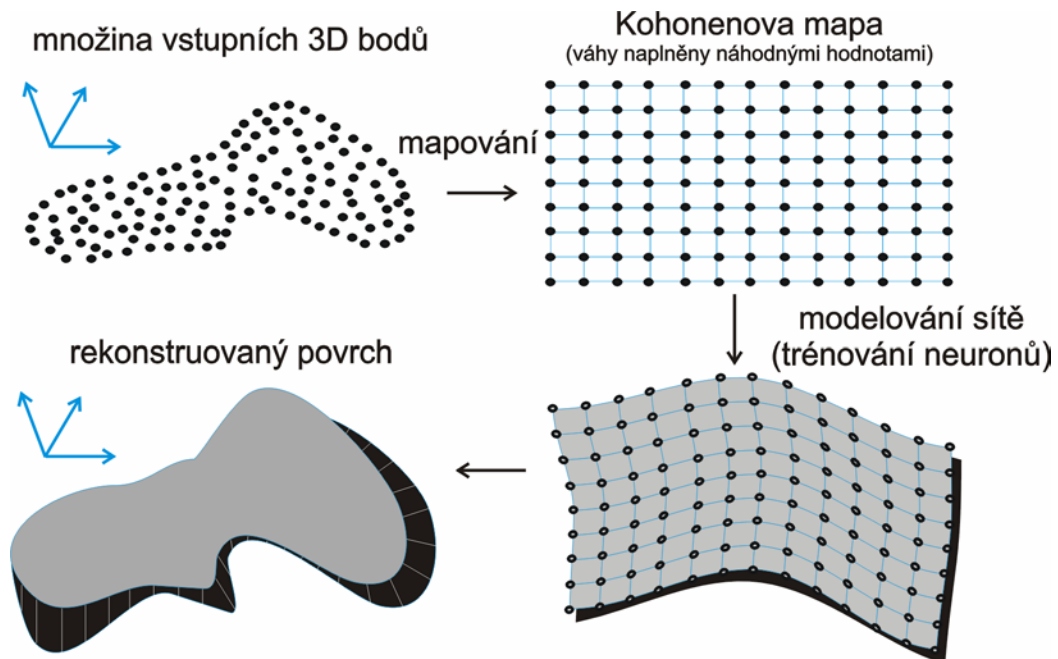 množina vstupních 3D bodů
Kohonenova mapa
(váhy naplněny náhodnými hodnotami)
mapování
modelování sítě
(trénování neuronů)
rekonstruovaný povrch